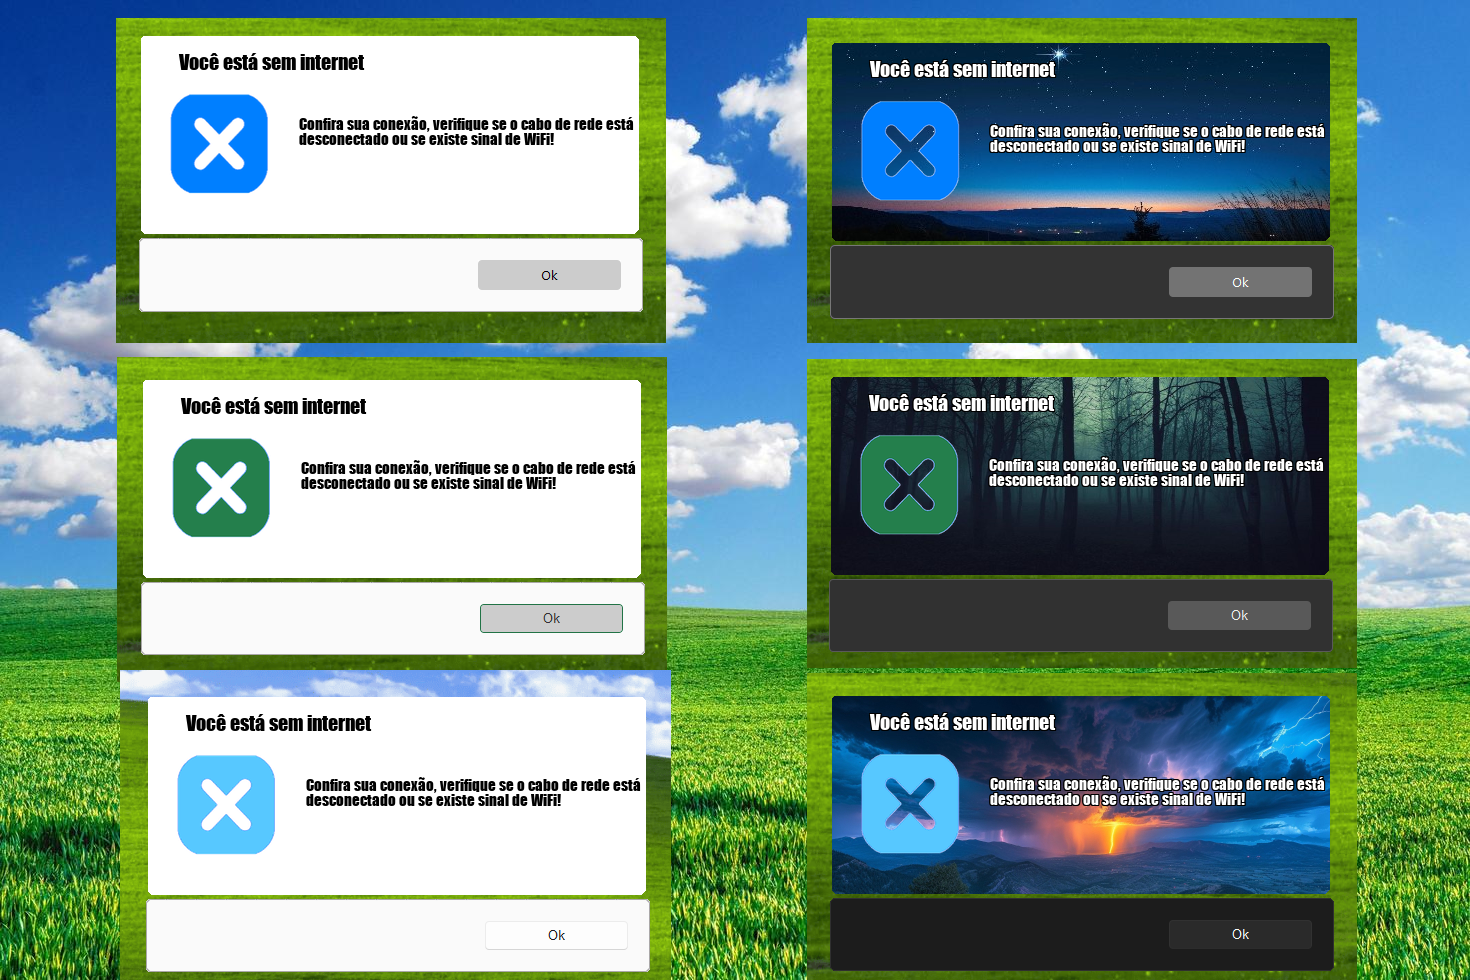 Você está sem internet
Confira sua conexão, verifique se o cabo de rede está
desconectado ou se existe sinal de WiFi!
Ok
Você está sem internet
Confira sua conexão, verifique se o cabo de rede está
desconectado ou se existe sinal de WiFi!
Ok
Você está sem internet
Confira sua conexão, verifique se o cabo de rede está
desconectado ou se existe sinal de WiFi!
Ok
Você está sem internet
Confira sua conexão, verifique se o cabo de rede está
desconectado ou se existe sinal de WiFi!
Ok
Você está sem internet
Confira sua conexão, verifique se o cabo de rede está
desconectado ou se existe sinal de WiFi!
Ok
Você está sem internet
Confira sua conexão, verifique se o cabo de rede está
desconectado ou se existe sinal de WiFi!
Ok